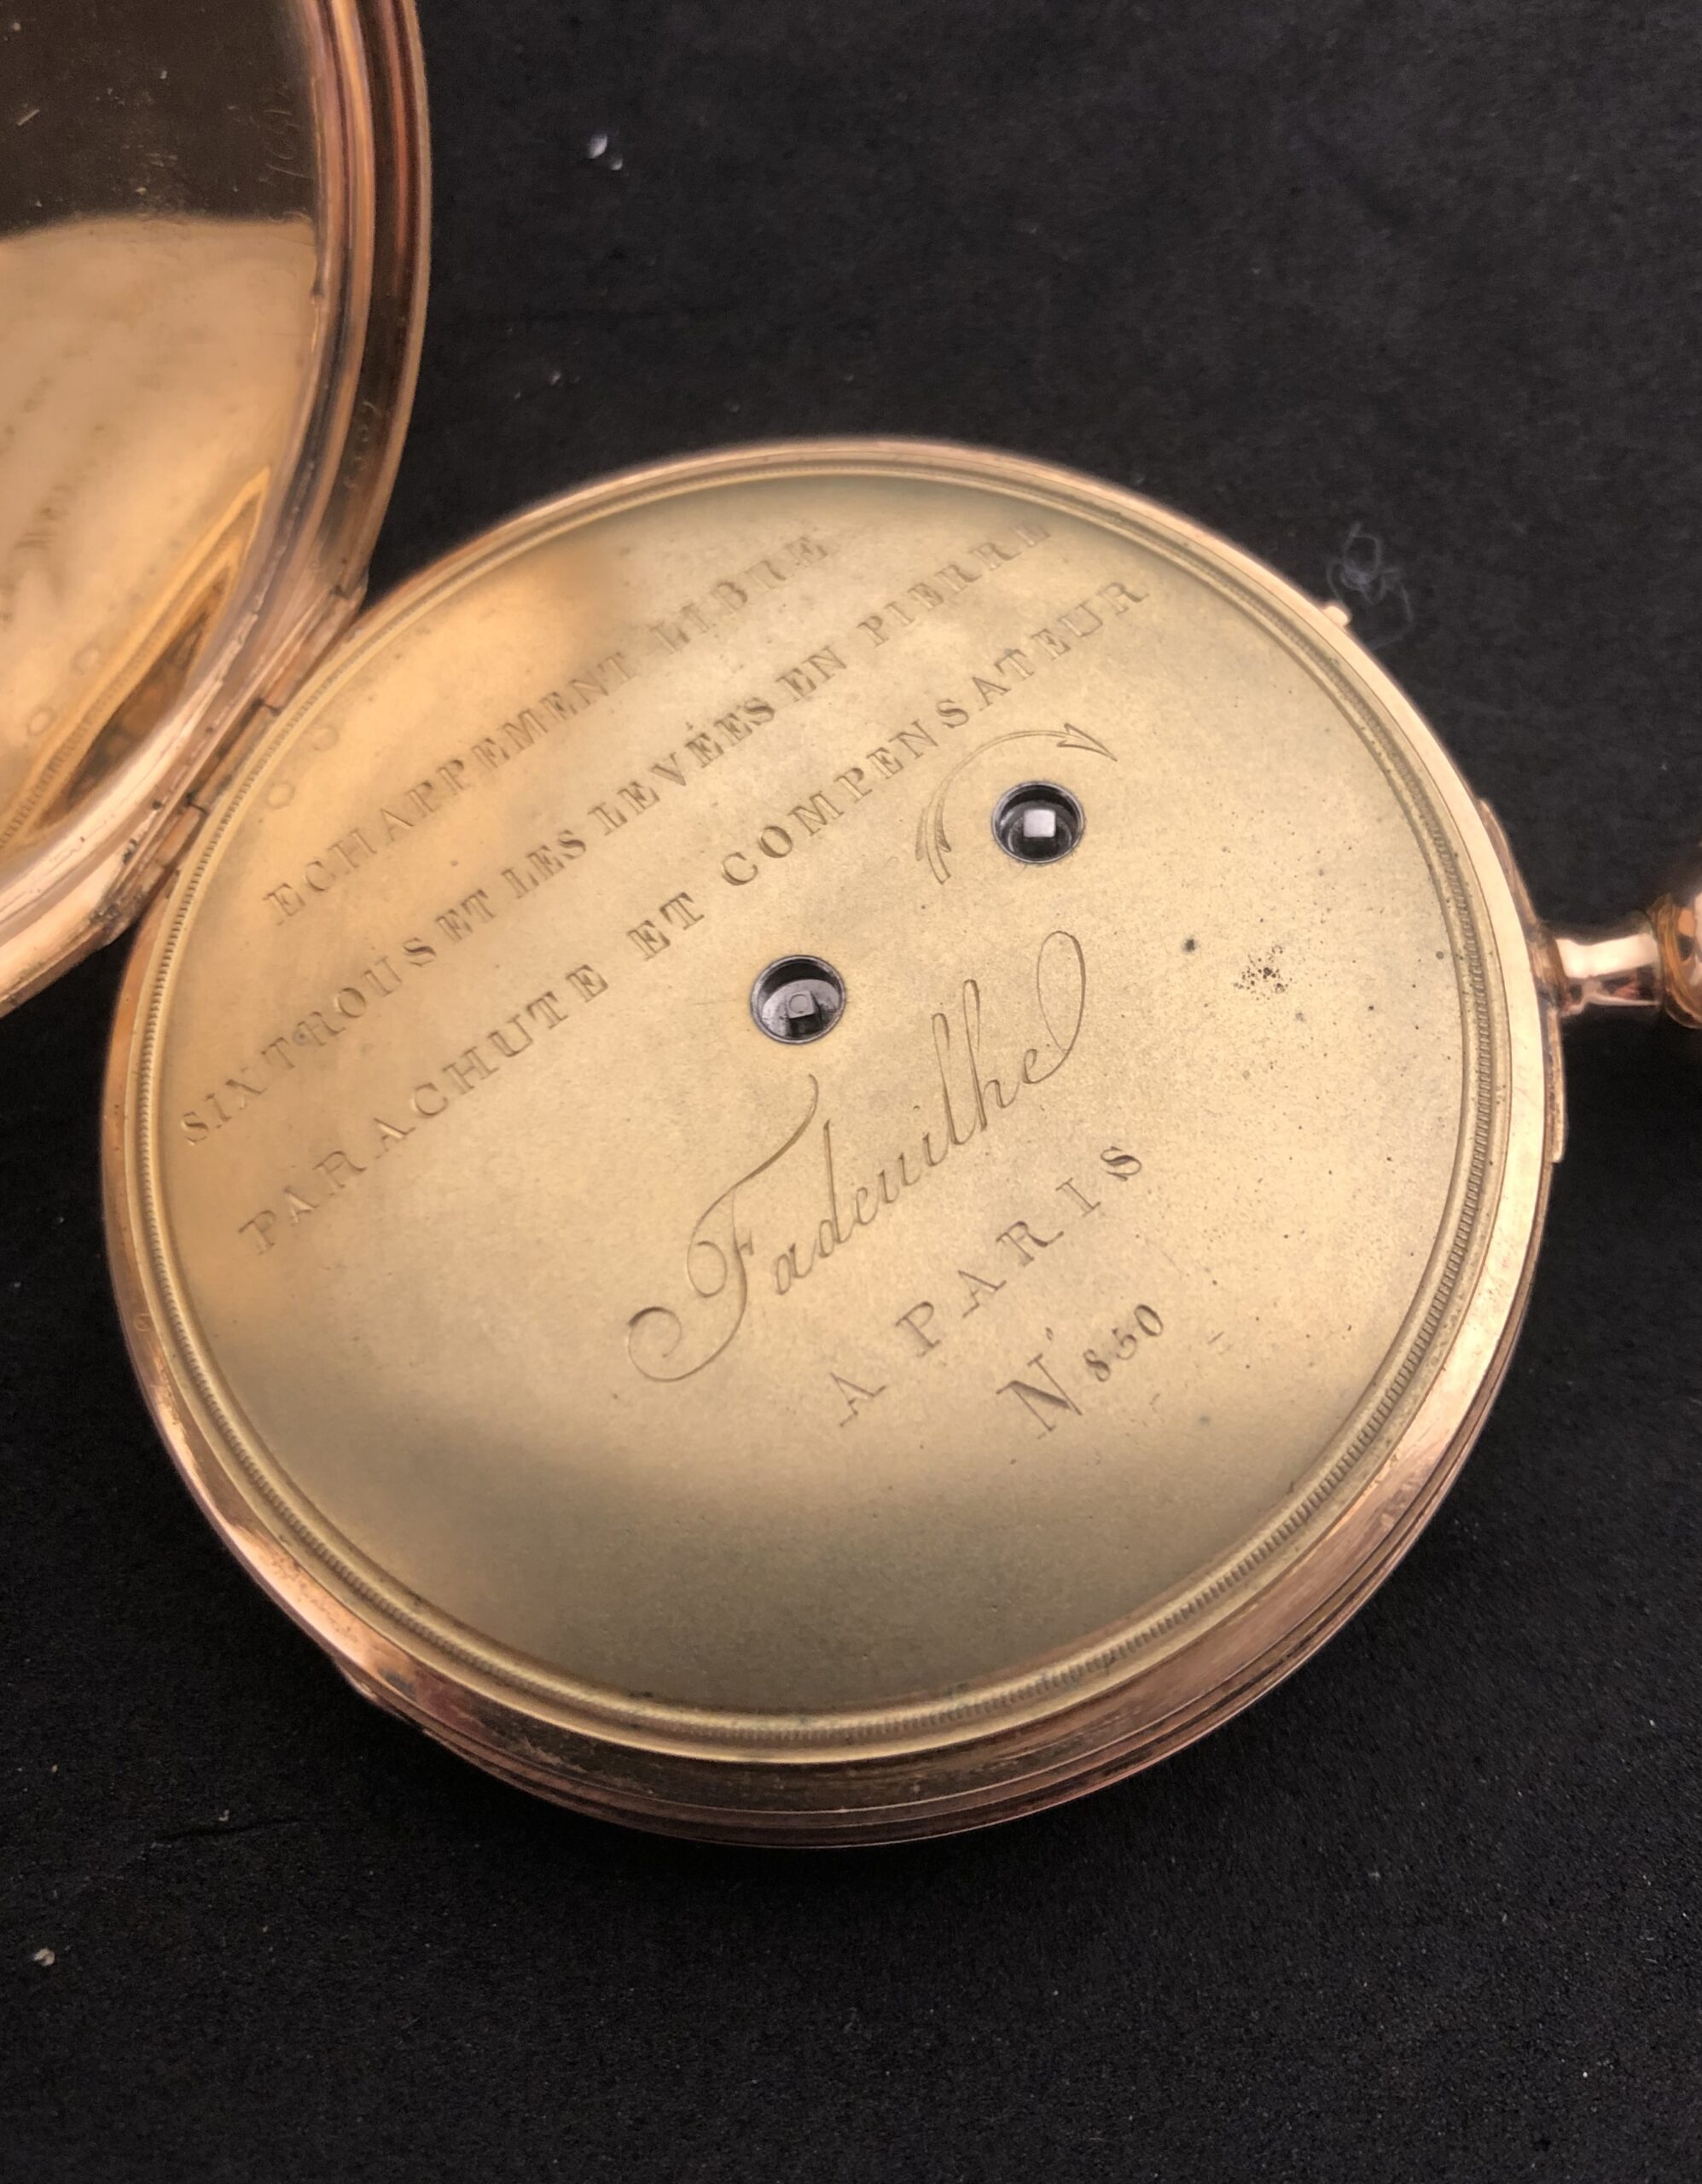 ECHAPPEMENT LIBRE
SIX TROUS ET LES LEVÉES EN PIERRE
PARACHUTE ET COMPENSATEUR
Fadeuilhe
A PARIS
N° 850